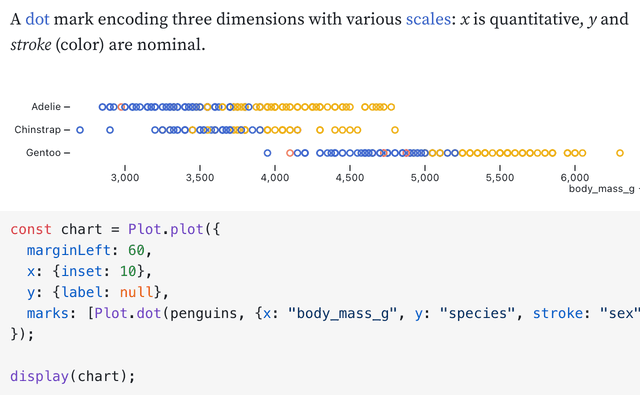 A dot mark encoding three dimensions with various scales: x is quantitative, y and
stroke (color) are nominal.
Adelie
Chinstrap
Gentoo
3,000 3,500 4,000 4,500 5,000 5,500 6,000
body_mass_g
const chart = Plot.plot({
  marginLeft: 60,
  x: {inset: 10},
  y: {label: null},
  marks: [Plot.dot(penguins, {x: "body_mass_g", y: "species", stroke: "sex"
});
display(chart);